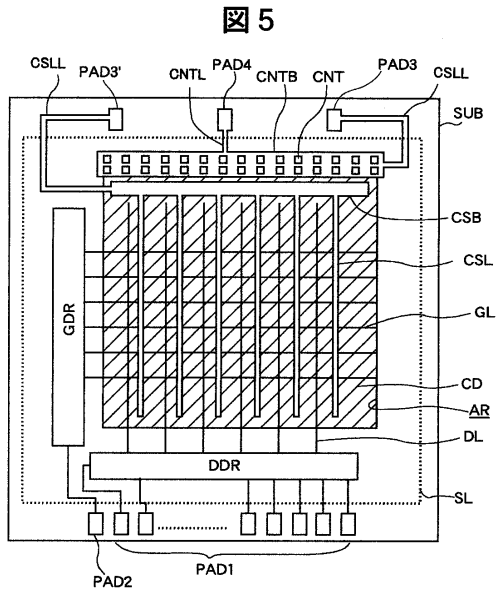 図5
CSLL
PAD3'
CNTL
PAD4
CNTB
CNT
PAD3
CSLL
SUB
CSB
CSL
GL
GDR
CD
AR
DL
DDR
SL
PAD2
PAD1